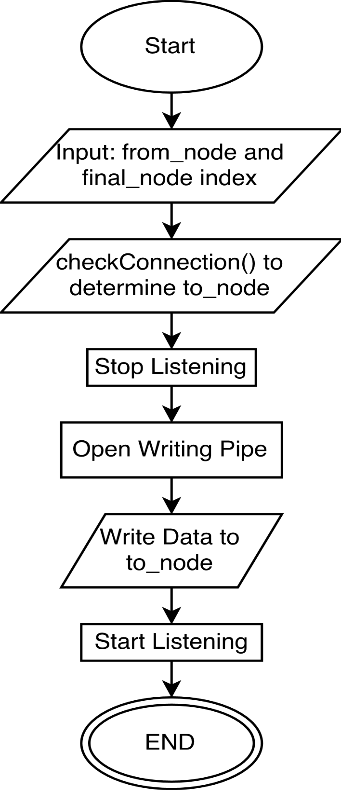 Start
Input: from_node and
final_node index
checkConnection() to
determine to_node
Stop Listening
Open Writing Pipe
Write Data to
to_node
Start Listening
END